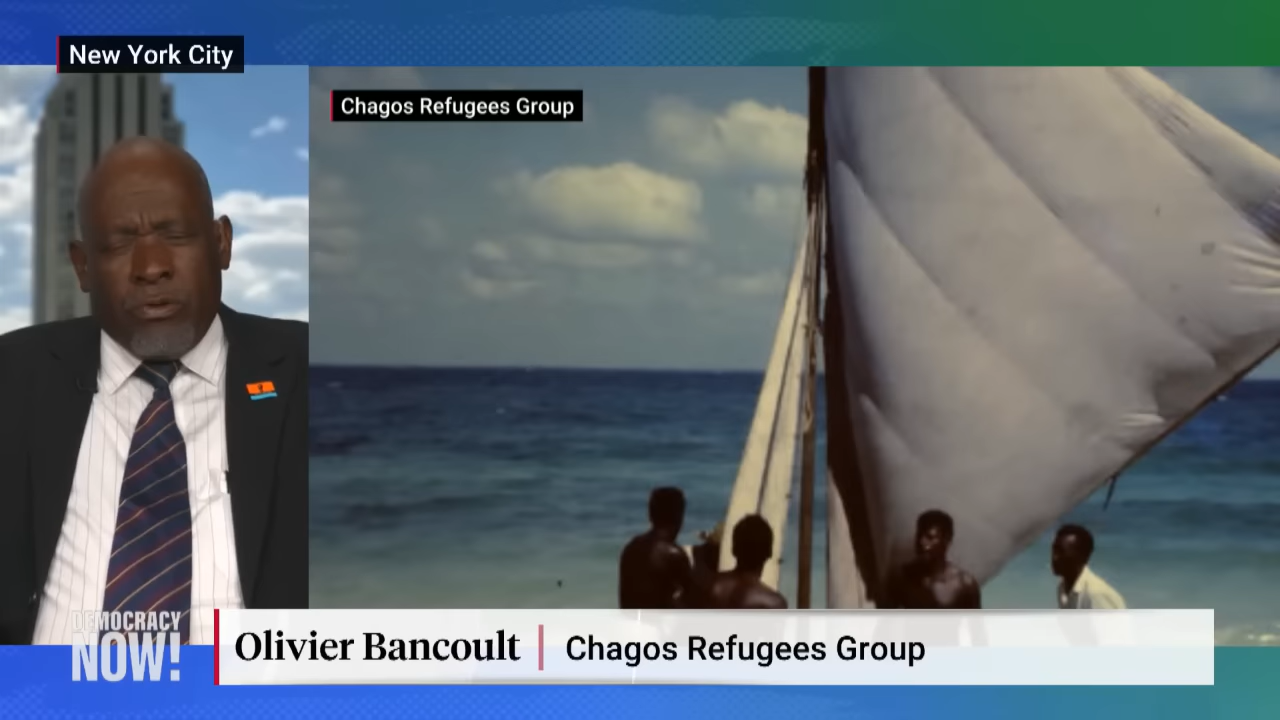 New York City
Chagos Refugees Group
DEMOCRACY
NOW!
Olivier Bancoult
Chagos Refugees Group